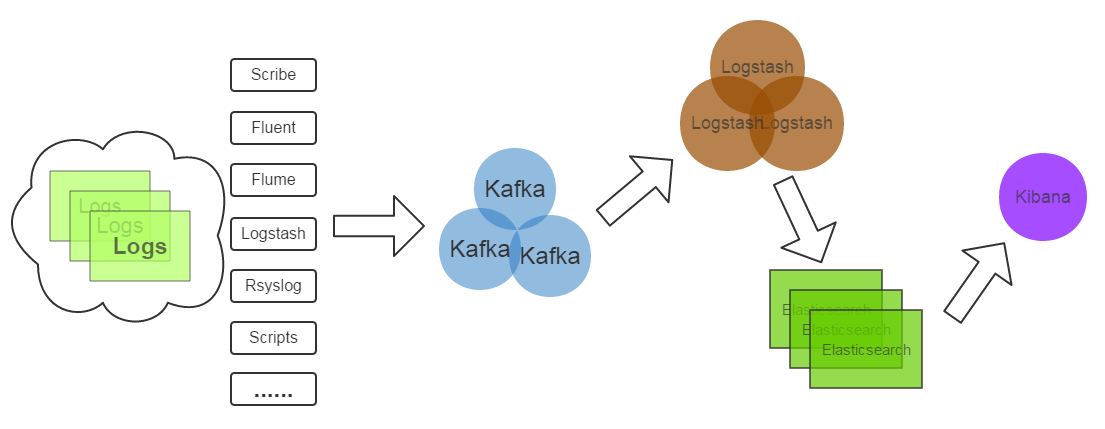 Logs
Logs
Logs
Scribe
Fluent
Flume
Logstash
Rsyslog
Scripts
......
Kafka
Kafka
Kafka
Logstash
Logstash
Logstash
Elasticsearch
Elasticsearch
Elasticsearch
Kibana